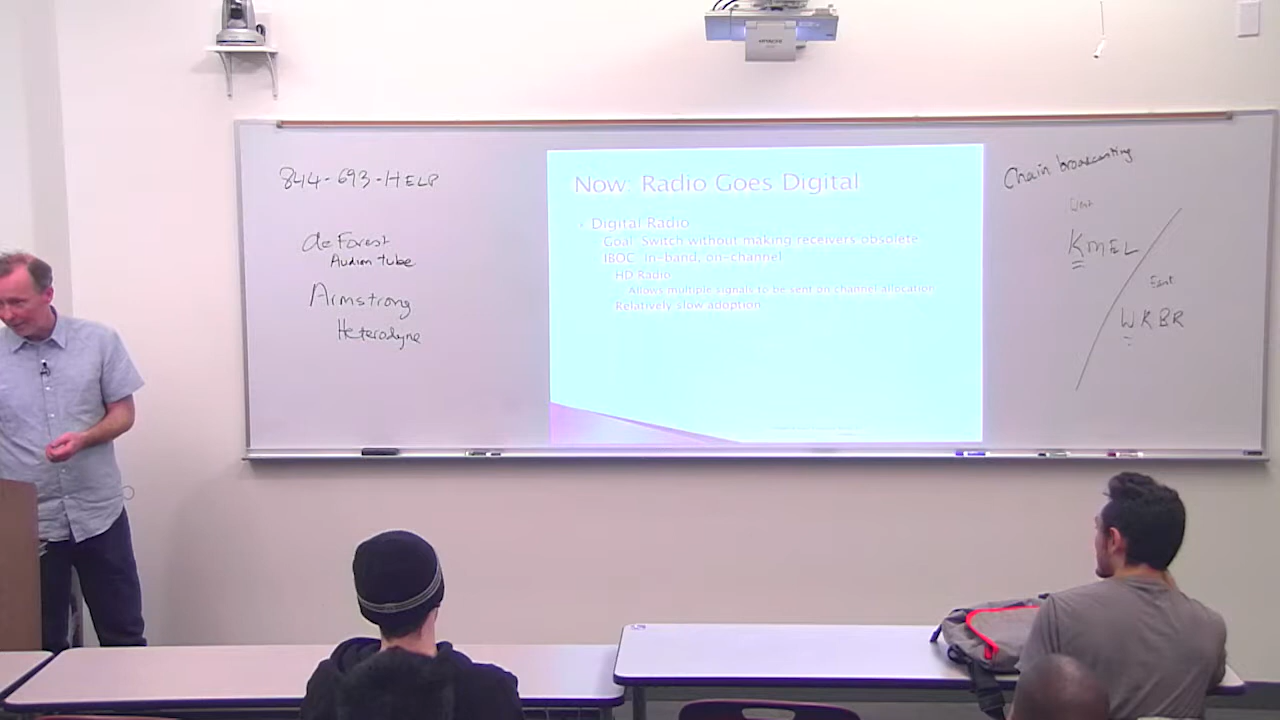 HITACHI
844-693-HELP
deForest
Audion tube
Armstrong
Heterodyne
Now: Radio Goes Digital
Digital Radio
Goal: Switch without making receivers obsolete
IBOC: in-band, on-channel
HD Radio
Allows multiple signals to be sent on channel allocation
Relatively slow adoption
Chain broadcasting
KMEL
East
WKBR